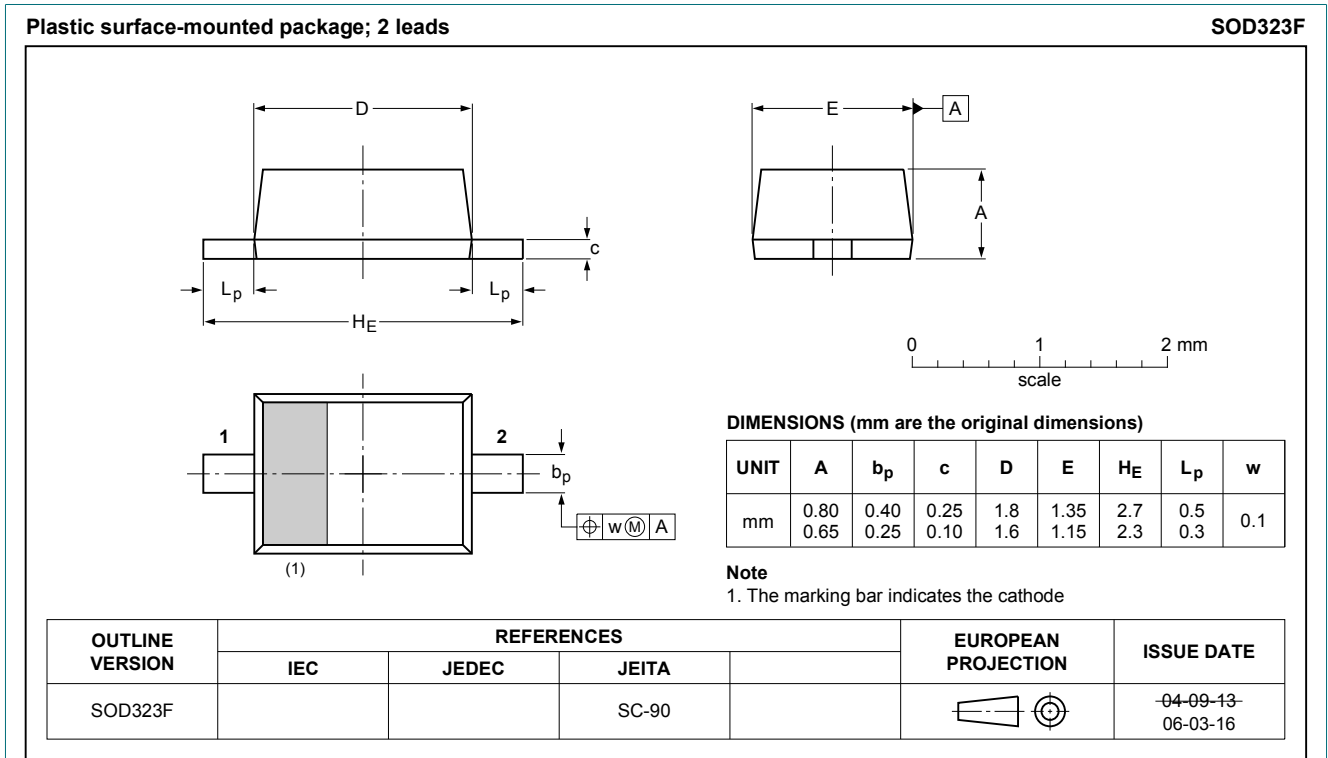 Plastic surface-mounted package; 2 leads SOD323F
D
E A
A
c
Lp Lp
HE
0 1 2 mm
scale
1 2
bp
w M A
(1)
DIMENSIONS (mm are the original dimensions)
UNIT A bp c D E HE Lp w
mm 0.80 0.40 0.25 1.8 1.35 2.7 0.5 0.1
0.65 0.25 0.10 1.6 1.15 2.3 0.3
Note
1. The marking bar indicates the cathode
OUTLINE VERSION REFERENCES EUROPEAN PROJECTION ISSUE DATE
IEC JEDEC JEITA
SOD323F SC-90 04-09-13
06-03-16